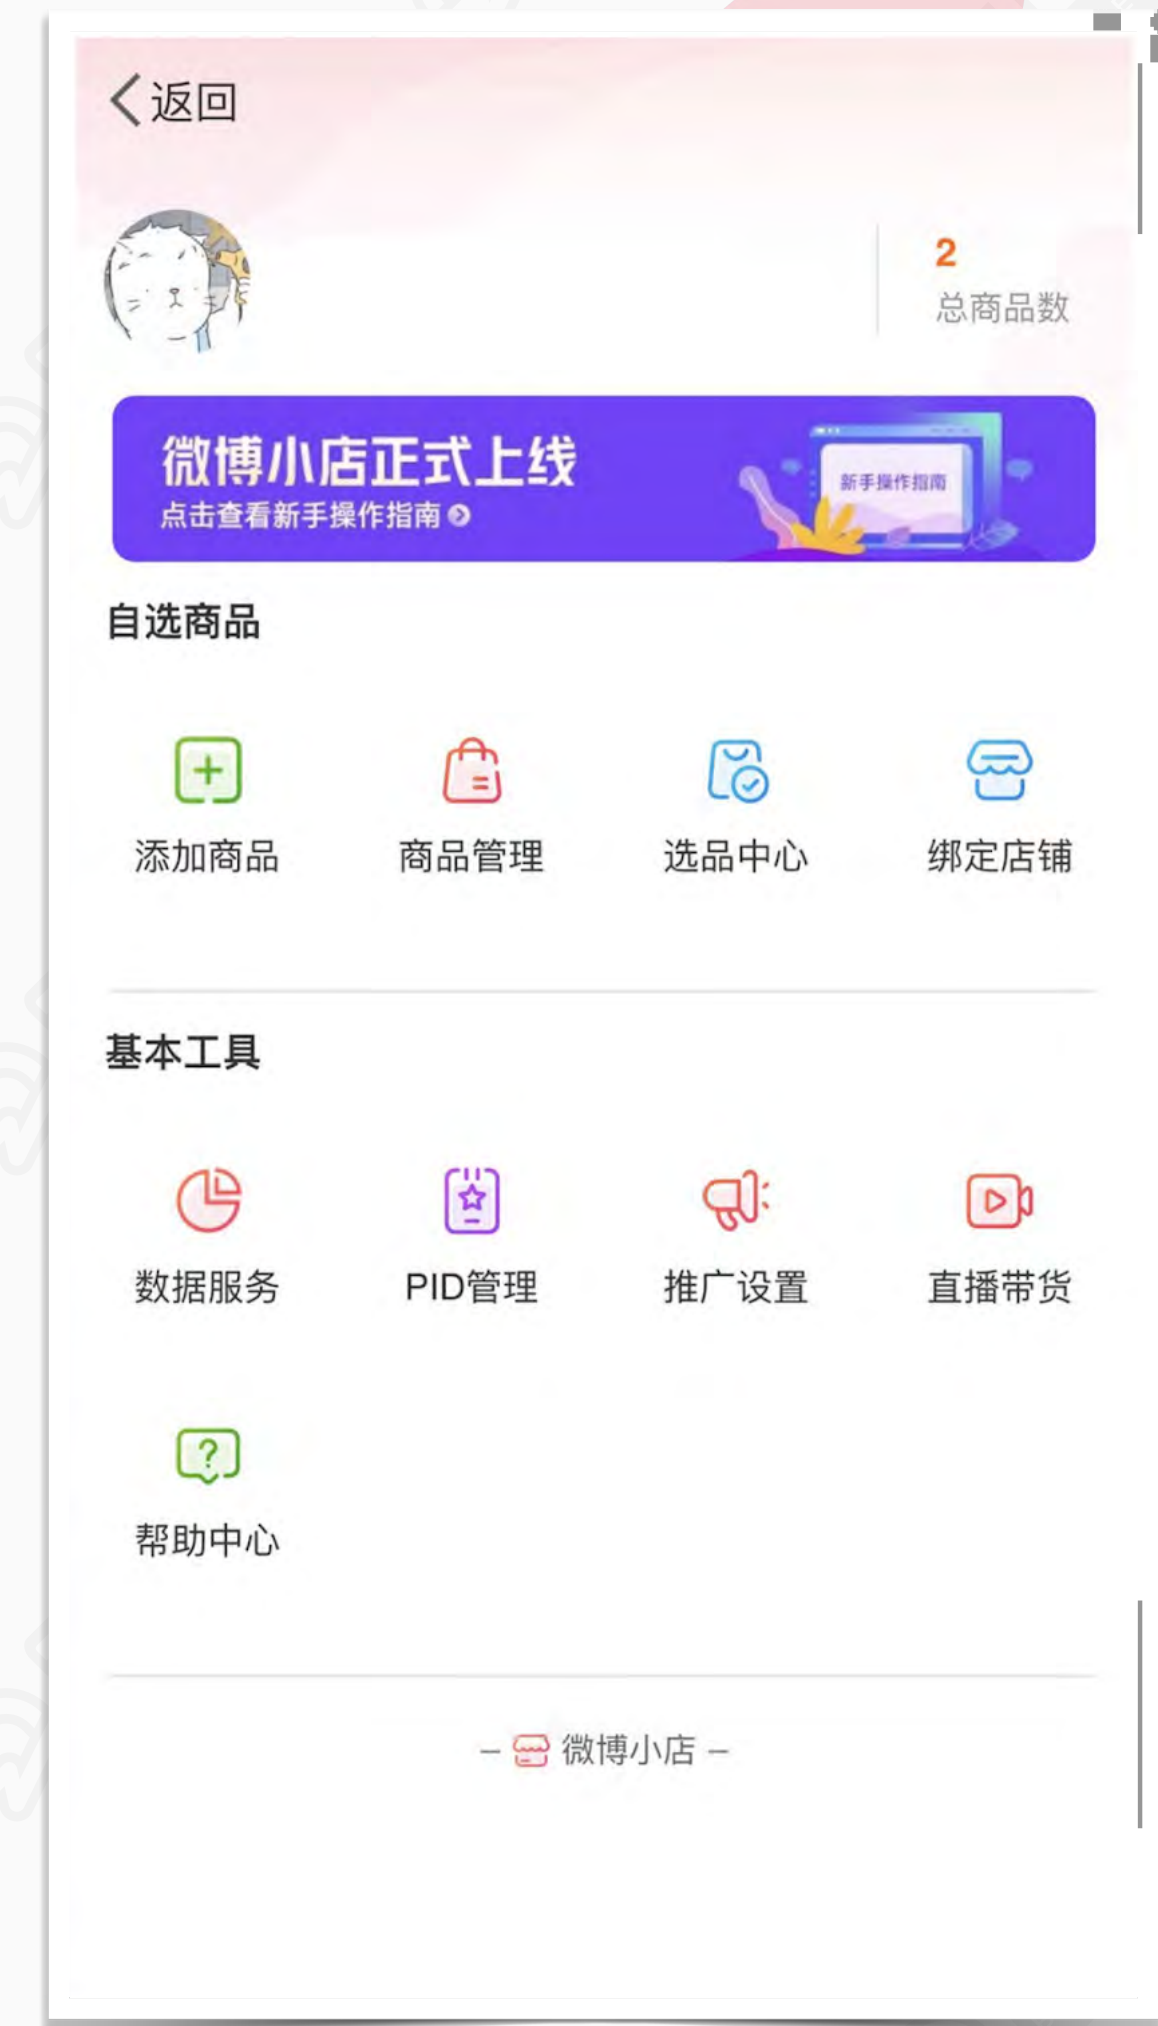 返回
2
总商品数
微博小店正式上线
点击查看新手操作指南
新手操作指南
自选商品
添加商品 商品管理 选品中心 绑定店铺
基本工具
数据服务 PID管理 推广设置 直播带货
帮助中心
– 微博小店 –